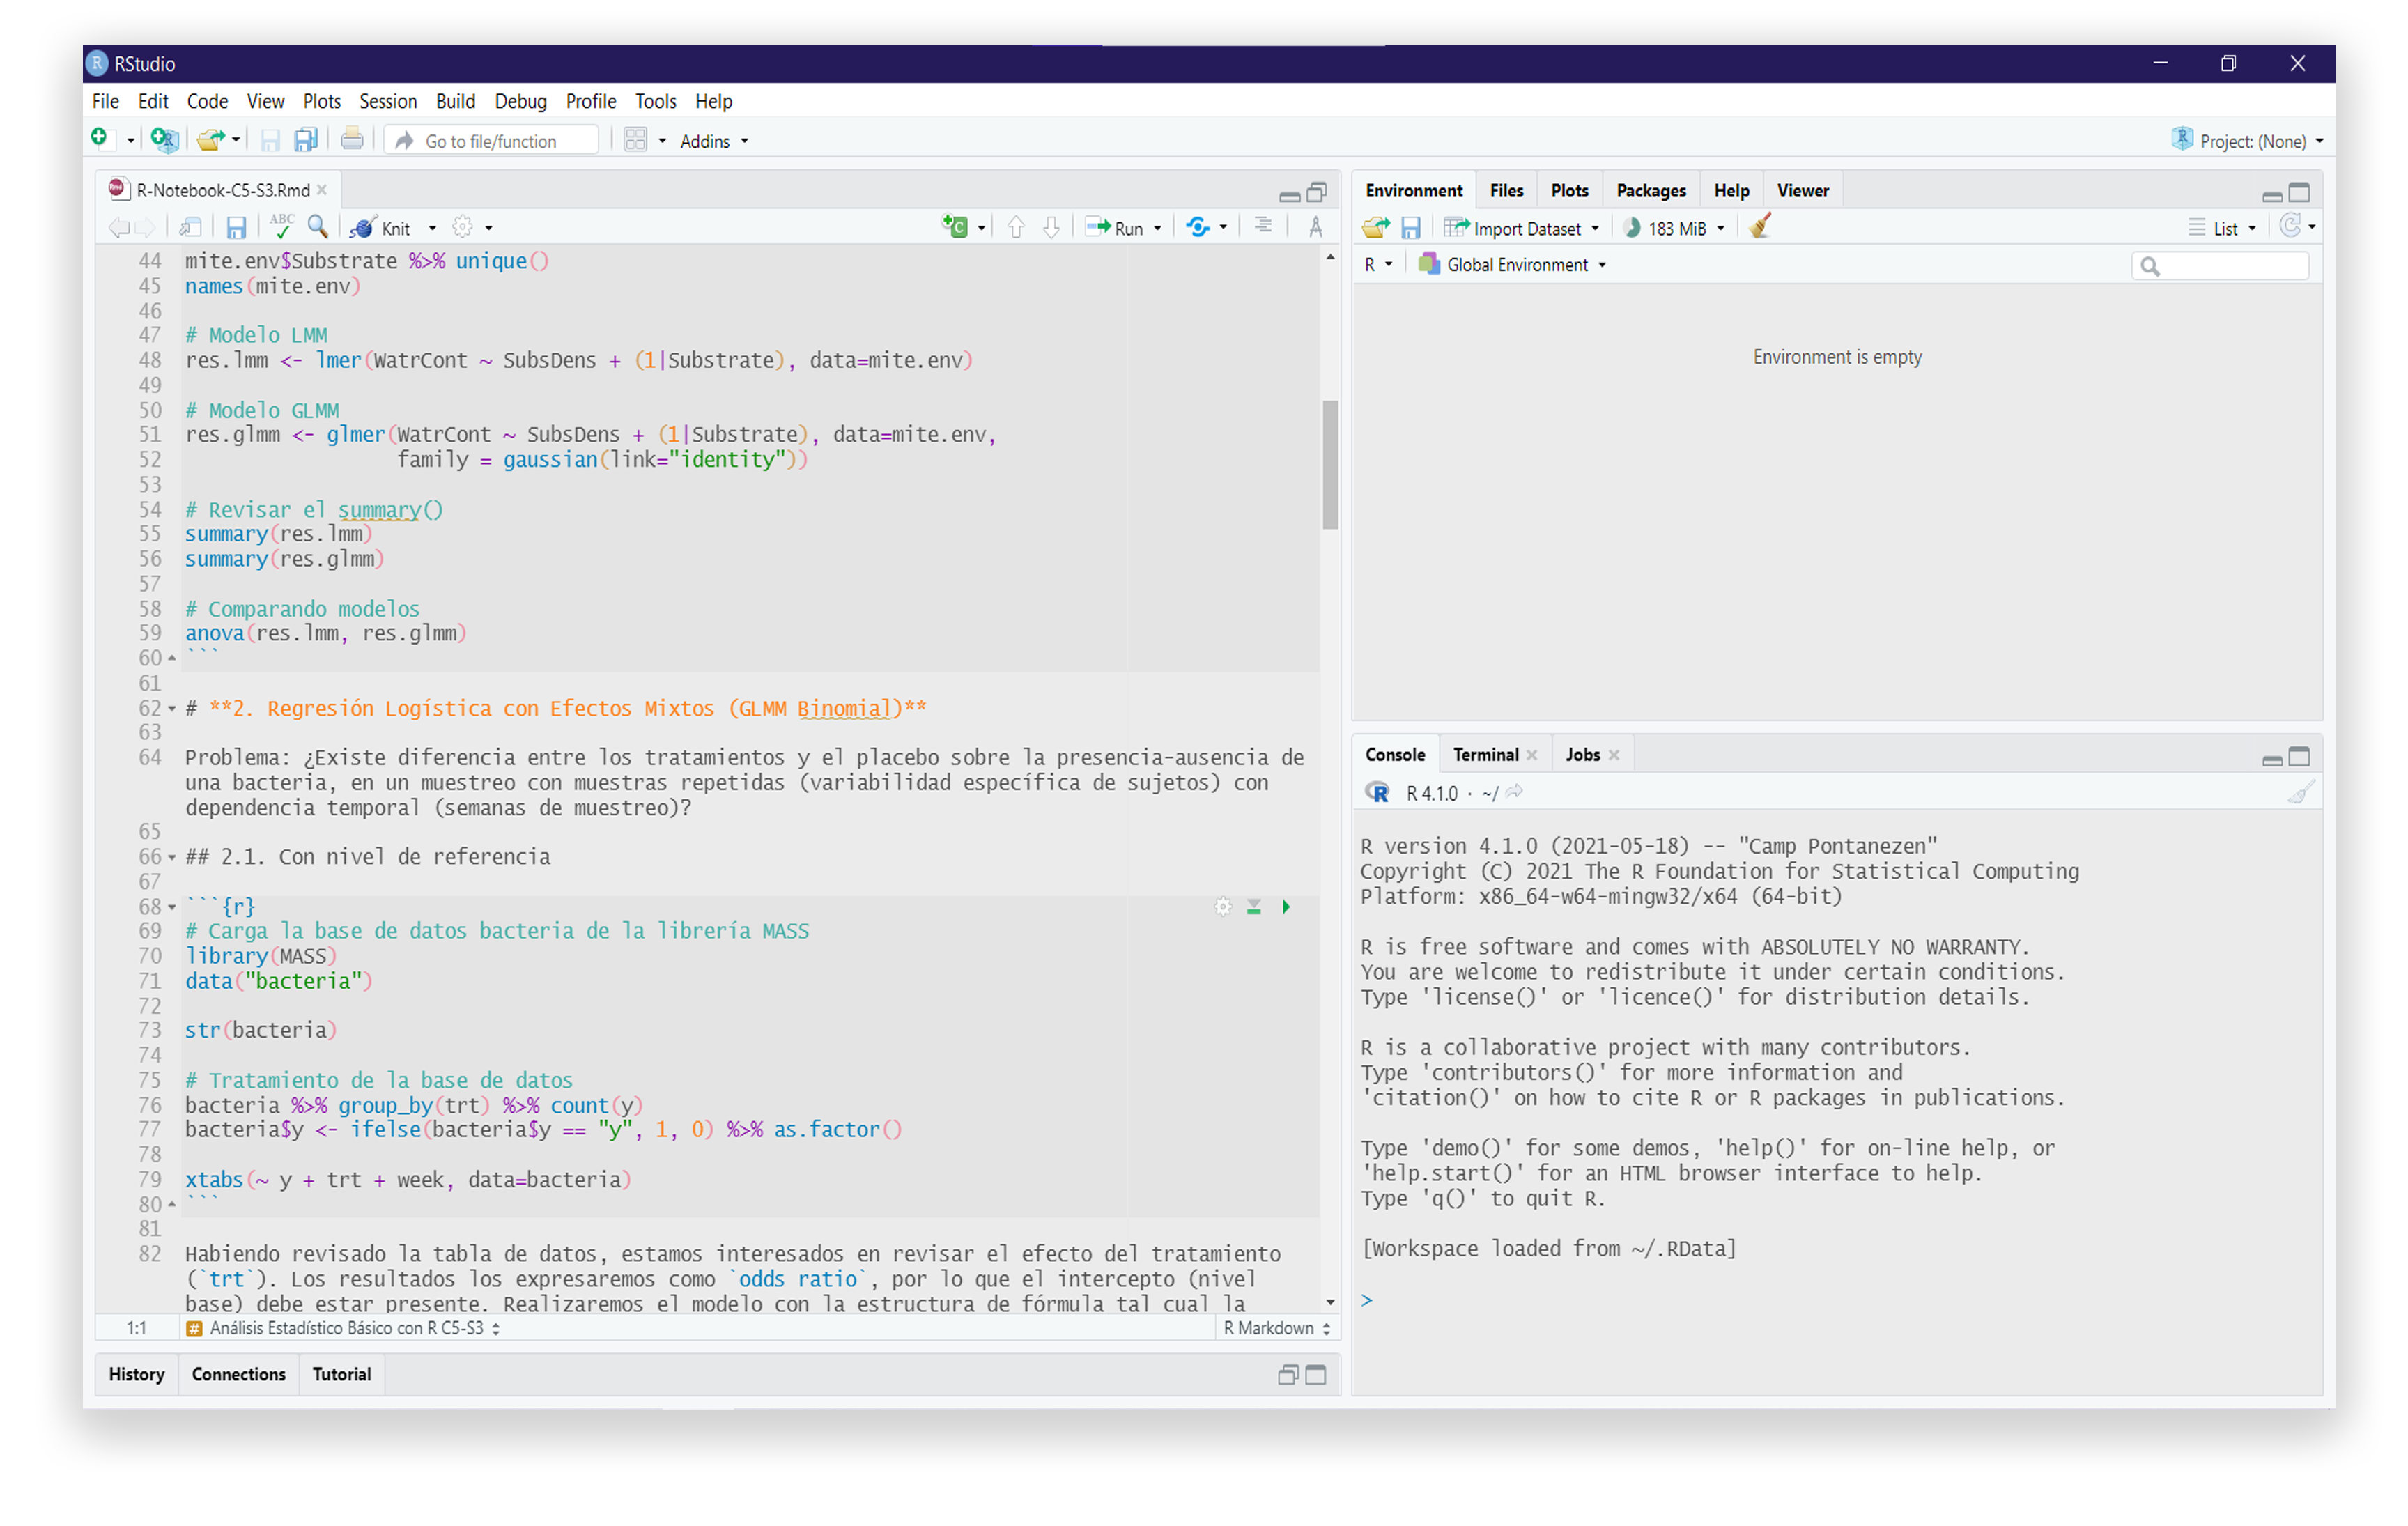 RStudio
File Edit Code View Plots Session Build Debug Profile Tools Help
Go to file/function Addins Project: (None)
R-Notebook-C5-S3.Rmd
ABC Knit Run
44 mite.env$Substrate %>% unique()
45 names(mite.env)
46
47 # Modelo LMM
48 res.lmm <- lmer(WatrCont ~ SubsDens + (1|Substrate), data=mite.env)
49
50 # Modelo GLMM
51 res.glmm <- glmer(WatrCont ~ SubsDens + (1|Substrate), data=mite.env,
52 family = gaussian(link="identity"))
53
54 # Revisar el summary()
55 summary(res.lmm)
56 summary(res.glmm)
57
58 # Comparando modelos
59 anova(res.lmm, res.glmm)
60 ```
61
62 # **2. Regresión Logística con Efectos Mixtos (GLMM Binomial)**
63
64 Problema: ¿Existe diferencia entre los tratamientos y el placebo sobre la presencia-ausencia de
una bacteria, en un muestreo con muestras repetidas (variabilidad específica de sujetos) con
dependencia temporal (semanas de muestreo)?
65
66 ## 2.1. Con nivel de referencia
67
68 ```{r}
69 # Carga la base de datos bacteria de la librería MASS
70 library(MASS)
71 data("bacteria")
72
73 str(bacteria)
74
75 # Tratamiento de la base de datos
76 bacteria %>% group_by(trt) %>% count(y)
77 bacteria$y <- ifelse(bacteria$y == "y", 1, 0) %>% as.factor()
78
79 xtabs(~ y + trt + week, data=bacteria)
80 ```
81
82 Habiendo revisado la tabla de datos, estamos interesados en revisar el efecto del tratamiento
(`trt`). Los resultados los expresaremos como `odds ratio`, por lo que el intercepto (nivel
base) debe estar presente. Realizaremos el modelo con la estructura de fórmula tal cual la
1:1 # Análisis Estadístico Básico con R C5-S3 R Markdown
History Connections Tutorial
Environment Files Plots Packages Help Viewer
Import Dataset 183 MiB List
R Global Environment
Environment is empty
Console Terminal Jobs
R R 4.1.0 · ~/
R version 4.1.0 (2021-05-18) -- "Camp Pontanezen"
Copyright (C) 2021 The R Foundation for Statistical Computing
Platform: x86_64-w64-mingw32/x64 (64-bit)
R is free software and comes with ABSOLUTELY NO WARRANTY.
You are welcome to redistribute it under certain conditions.
Type 'license()' or 'licence()' for distribution details.
R is a collaborative project with many contributors.
Type 'contributors()' for more information and
'citation()' on how to cite R or R packages in publications.
Type 'demo()' for some demos, 'help()' for on-line help, or
'help.start()' for an HTML browser interface to help.
Type 'q()' to quit R.
[Workspace loaded from ~/.RData]
>